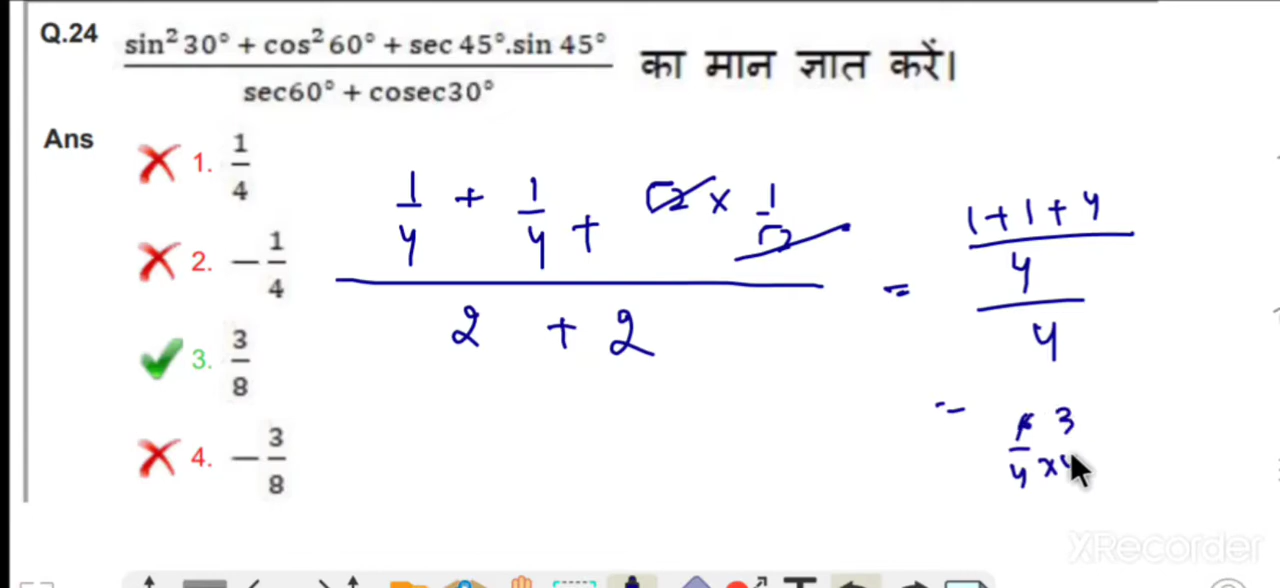 Q.24 sin² 30° + cos² 60° + sec 45°.sin 45° का मान ज्ञात करें।
sec60° + cosec30°
Ans
1. 1/4
2. −1/4
3. 3/8
4. −3/8
1/4 + 1/4 + √2 × 1/√2
2 + 2
= 1+1+4
4
4
= 6 3
4 ×
XRecorder